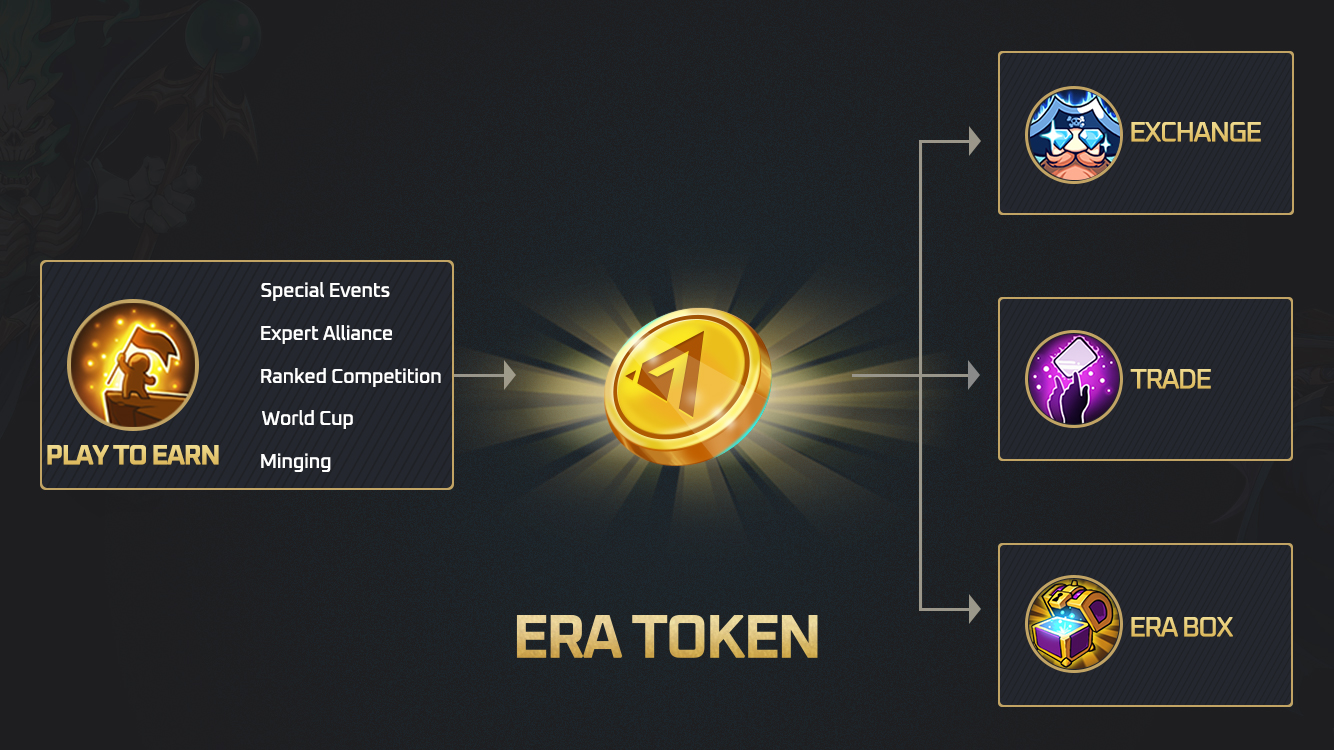 PLAY TO EARN
Special Events
Expert Alliance
Ranked Competition
World Cup
Minging
ERA TOKEN
EXCHANGE
TRADE
ERA BOX